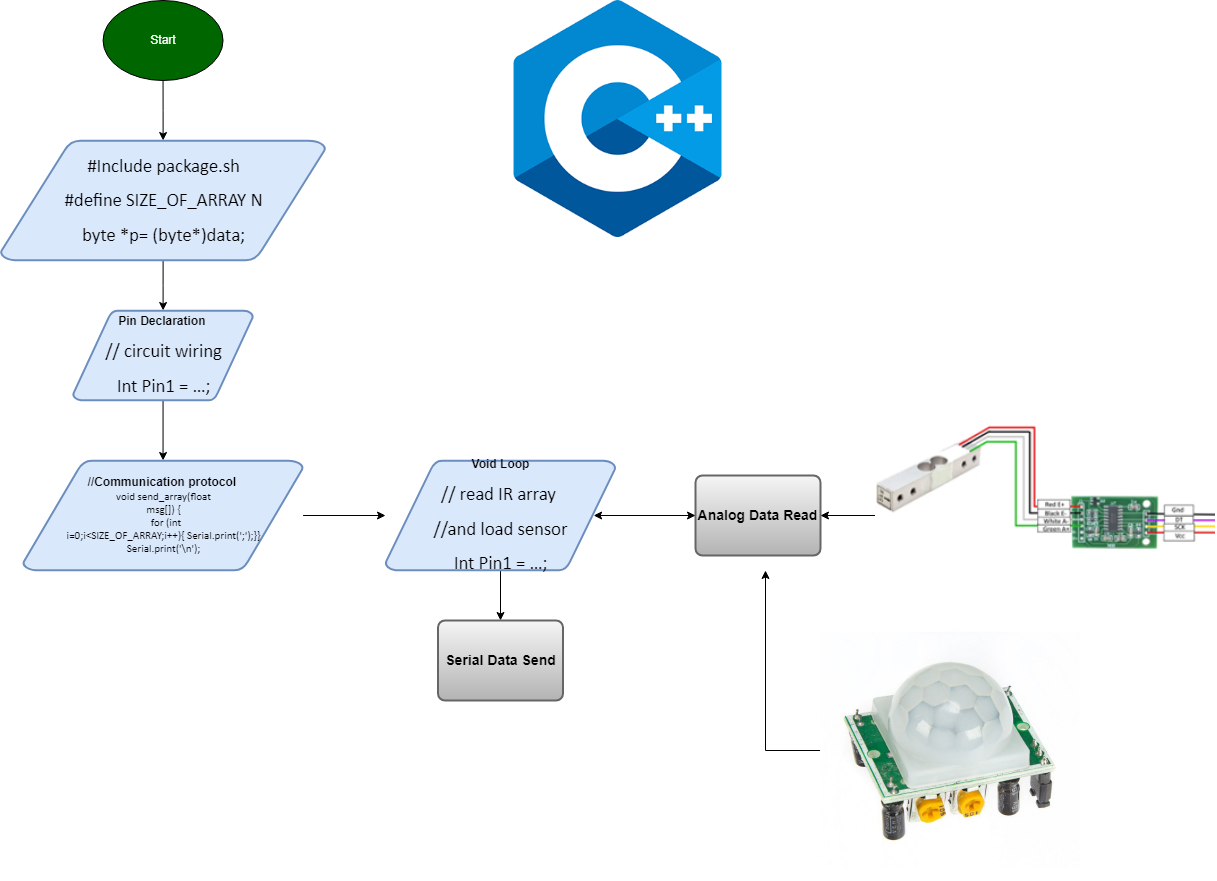 Start
++
#Include package.sh
#define SIZE_OF_ARRAY N
byte *p= (byte*)data;
Pin Declaration
// circuit wiring
Int Pin1 = ...;
//Communication protocol
void send_array(float
msg[]) {
for (int
i=0;i<SIZE_OF_ARRAY;i++){ Serial.print(';');}}
Serial.print('\n');
Void Loop
// read IR array
//and load sensor
Int Pin1 = ...;
Analog Data Read
Serial Data Send
Red E+
Black E-
White A-
Green A+
Gnd
DT
SCK
Vcc